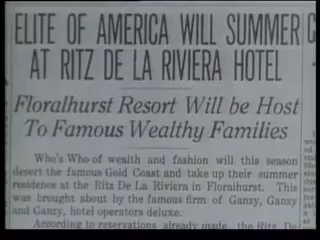 ELITE OF AMERICA WILL SUMMER
AT RITZ DE LA RIVIERA HOTEL
Floralhurst Resort Will be Host
To Famous Wealthy Families
Who's Who of wealth and fashion will this season
desert the famous Gold Coast and take up their summer
residence at the Ritz De La Riviera in Floralhurst. This
was brought about by the famous firm of Ganzy, Ganzy
and Ganzy, hotel operators deluxe.
According to reservations already made, the Ritz De